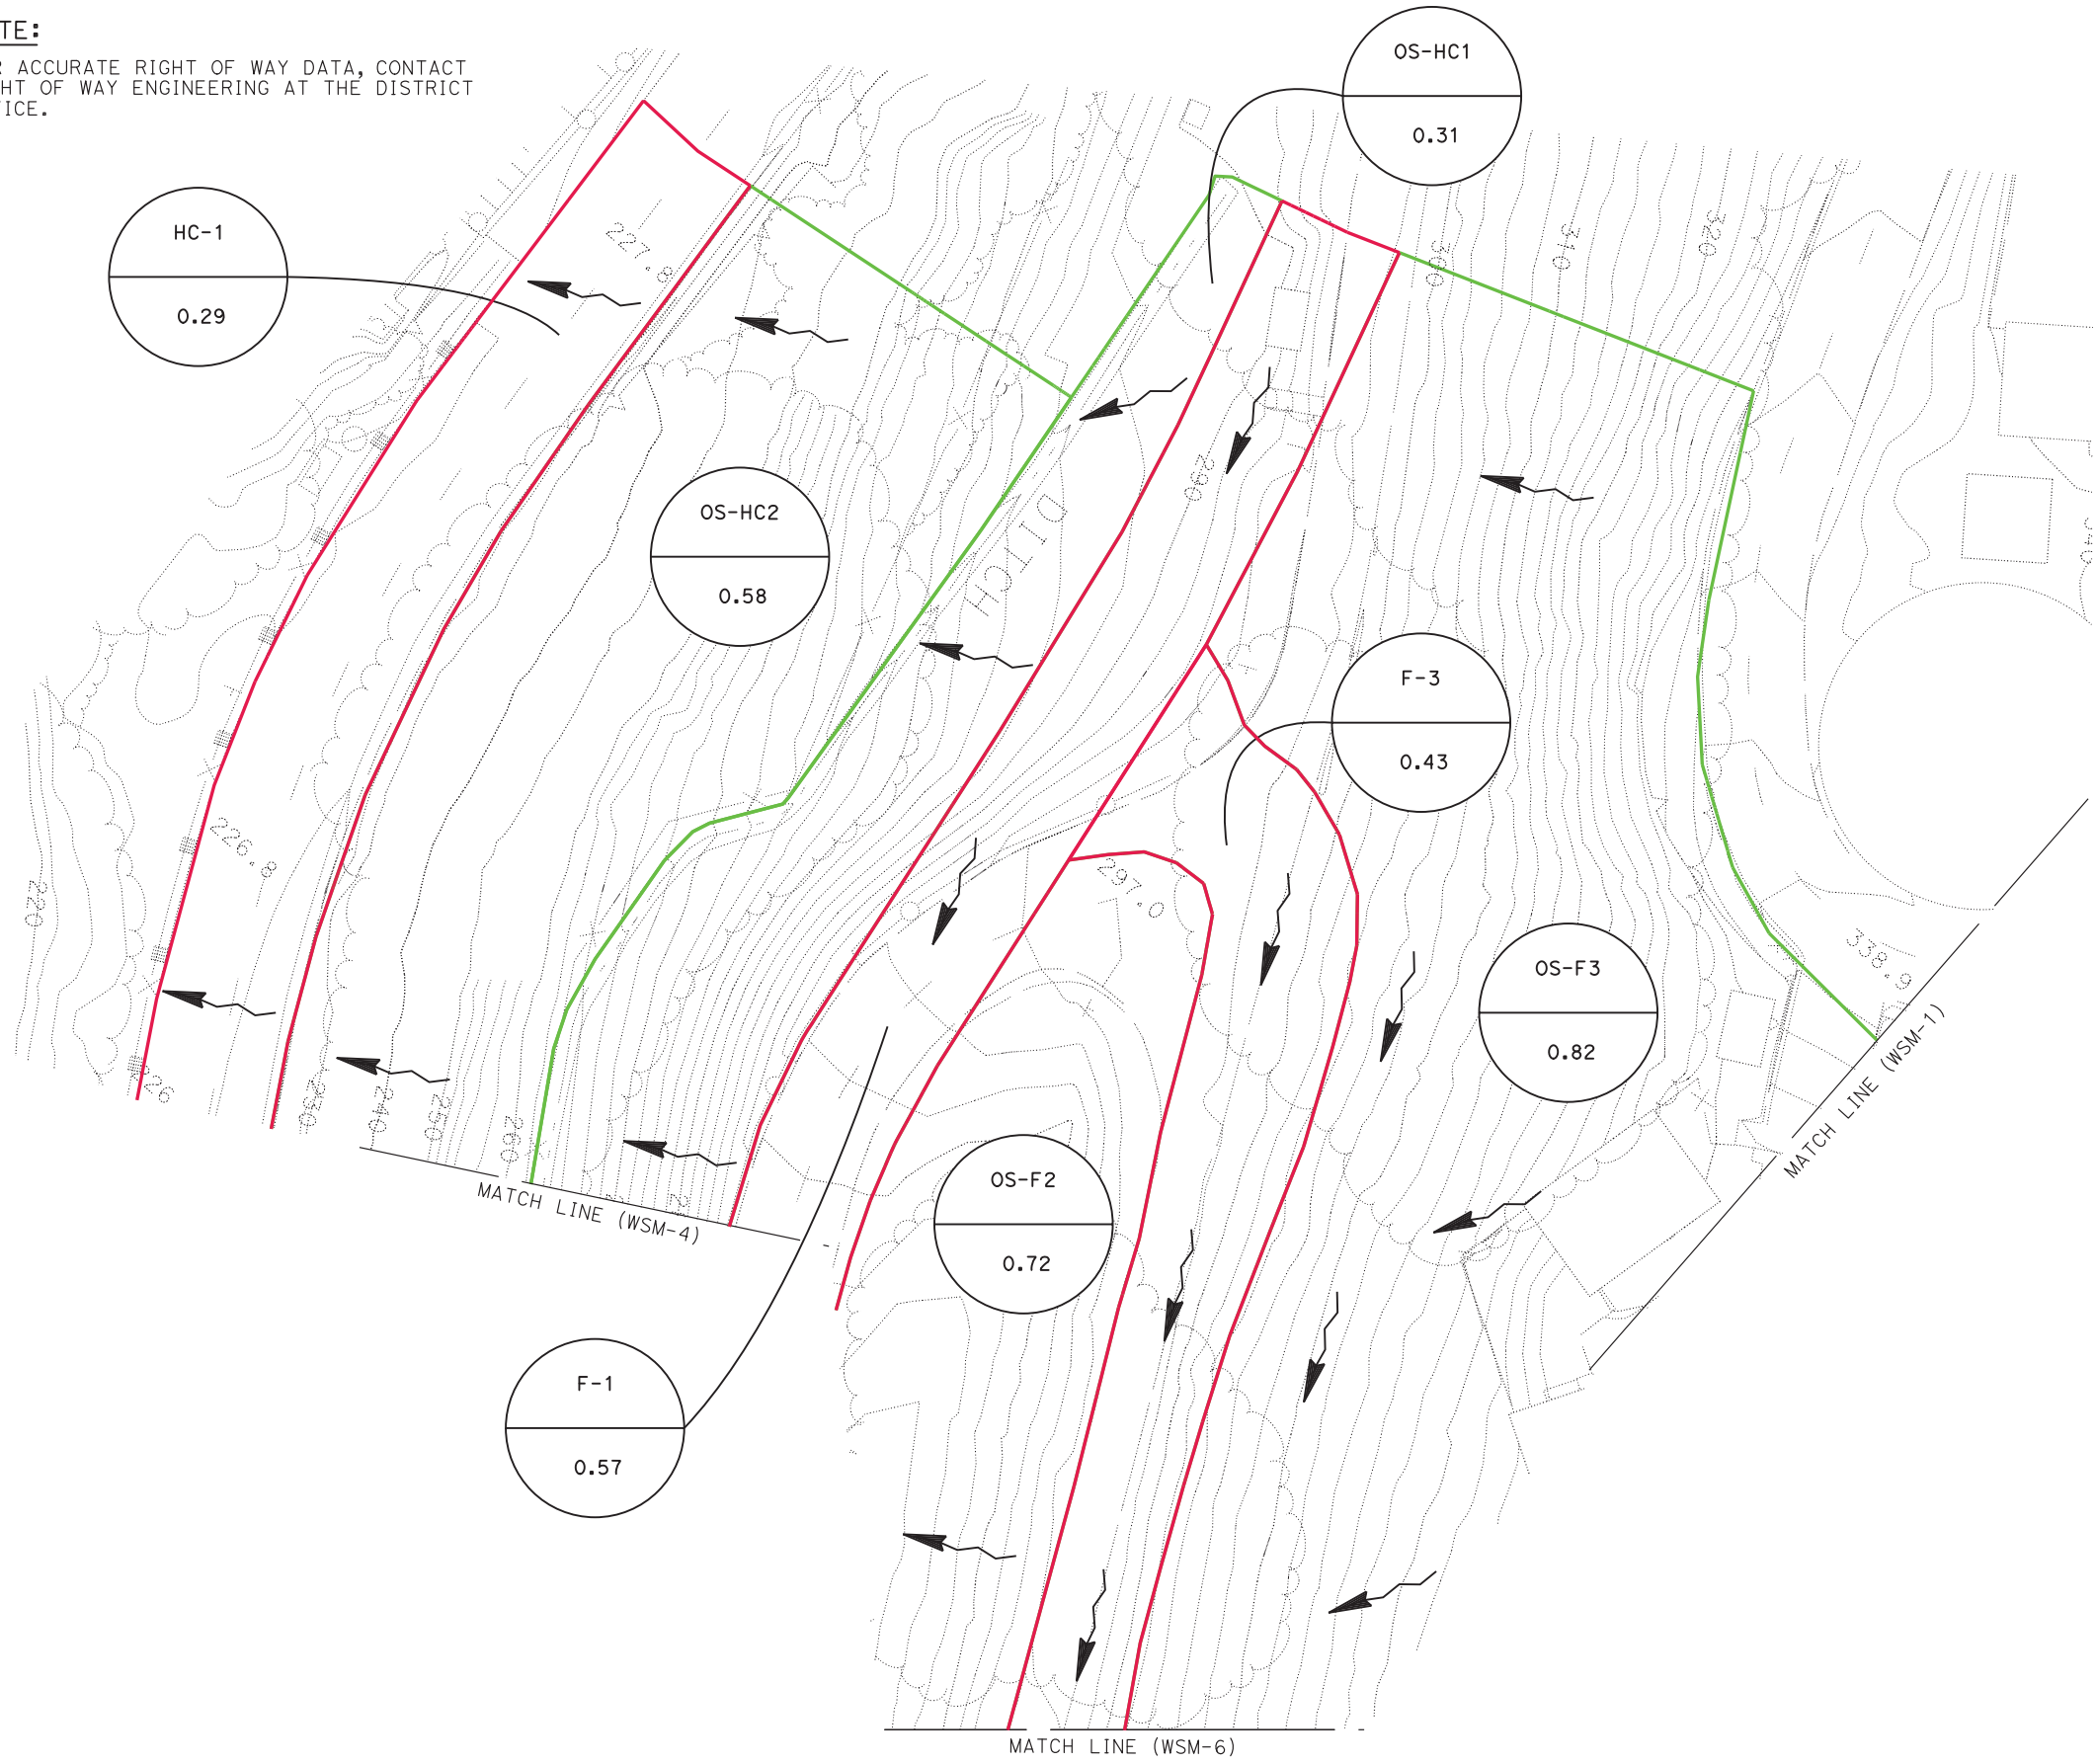 TE:
R ACCURATE RIGHT OF WAY DATA, CONTACT
HT OF WAY ENGINEERING AT THE DISTRICT
ICE.
OS-HC1
0.31
HC-1
0.29
227.8
300
310
320
OS-HC2
0.58
290
DITCH
F-3
0.43
226.8
220
297.0
OS-F3
0.82
338.9
MATCH LINE (WSM-1)
226
230
240
250
260
MATCH LINE (WSM-4)
OS-F2
0.72
F-1
0.57
MATCH LINE (WSM-6)